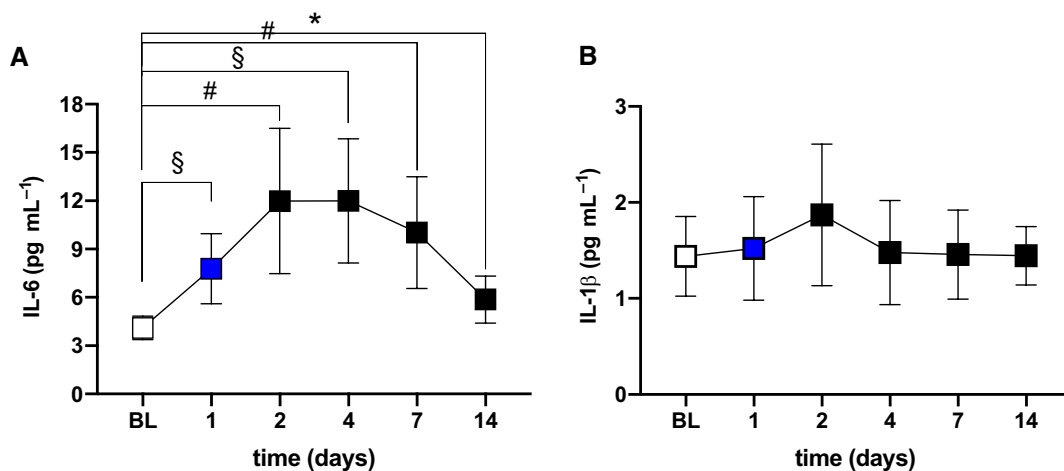 A
*
#
§
#
§
IL-6 (pg mL⁻¹)
18
15
12
9
6
3
0
BL 1 2 4 7 14
time (days)
B
IL-1β (pg mL⁻¹)
3
2
1
0
BL 1 2 4 7 14
time (days)